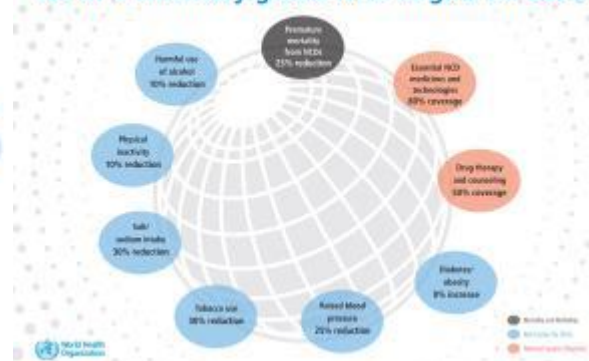 Premature
mortality
from NCDs
25% reduction
Essential NCD
medicines and
technologies
80% coverage
Drug therapy
and counseling
50% coverage
Diabetes/
obesity
0% increase
Raised blood
pressure
25% reduction
Tobacco use
30% reduction
Salt/
sodium intake
30% reduction
Physical
inactivity
10% reduction
Harmful use
of alcohol
10% reduction
World Health
Organization